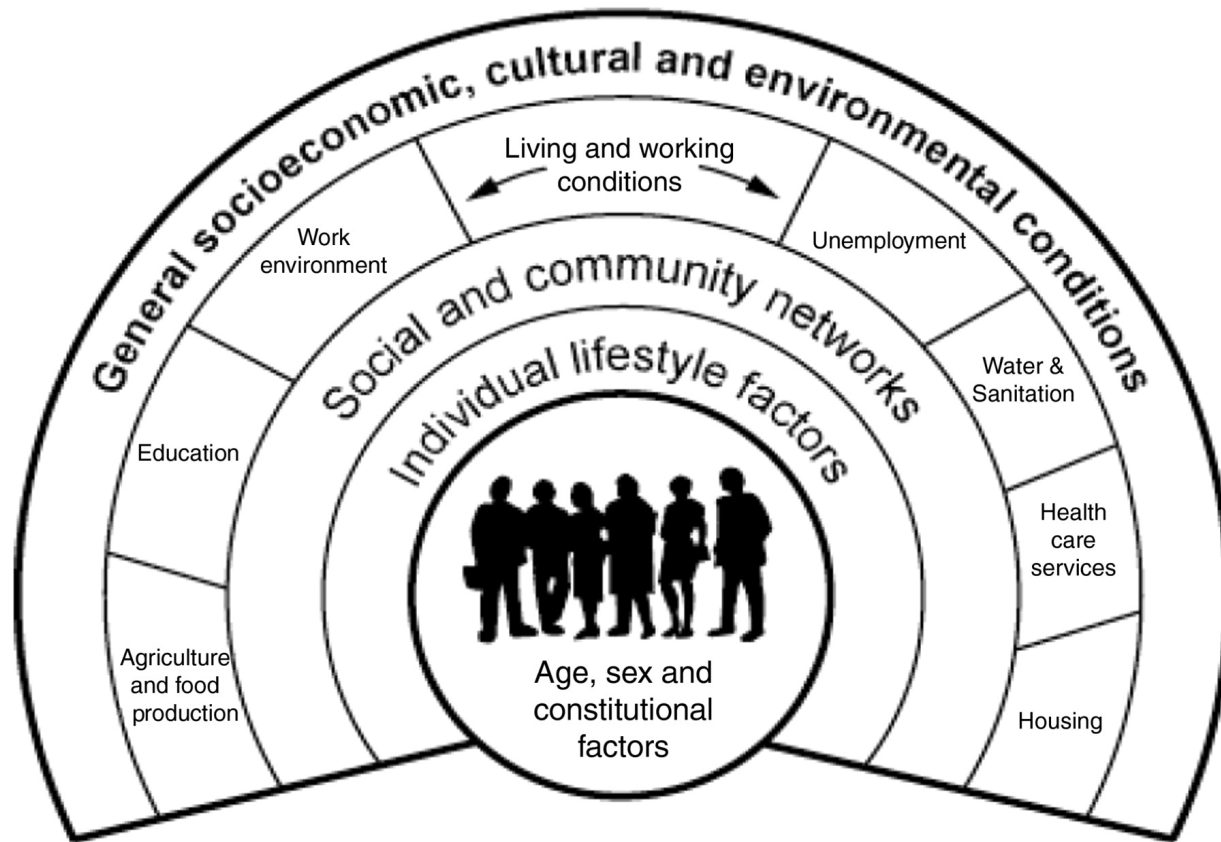 General socioeconomic, cultural and environmental conditions
Living and working
conditions
Work
environment
Unemployment
Education
Water &
Sanitation
Agriculture
and food
production
Health
care
services
Housing
Social and community networks
Individual lifestyle factors
Age, sex and
constitutional
factors